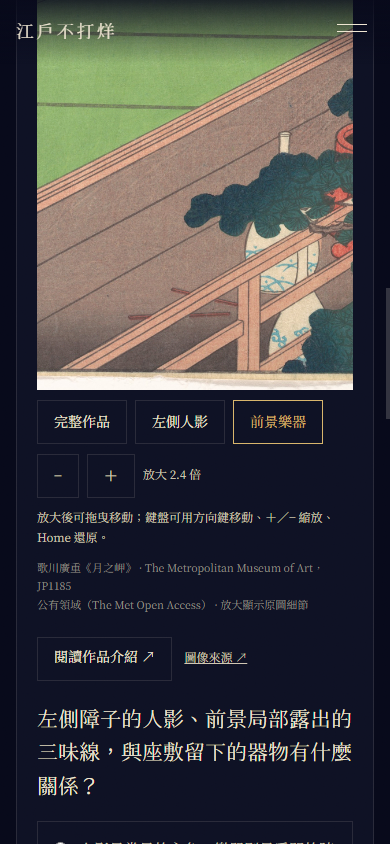 江戶不打烊
完整作品
左側人影
前景樂器
−
＋
放大 2.4 倍
放大後可拖曳移動；鍵盤可用方向鍵移動、＋／− 縮放、
Home 還原。
歌川廣重《月之岬》 · The Metropolitan Museum of Art ·
JP1185
公有領域（The Met Open Access） · 放大顯示原圖細節
閱讀作品介紹 ↗
圖像來源 ↗
左側障子的人影、前景局部露出的
三味線，與座敷留下的器物有什麼
關係？